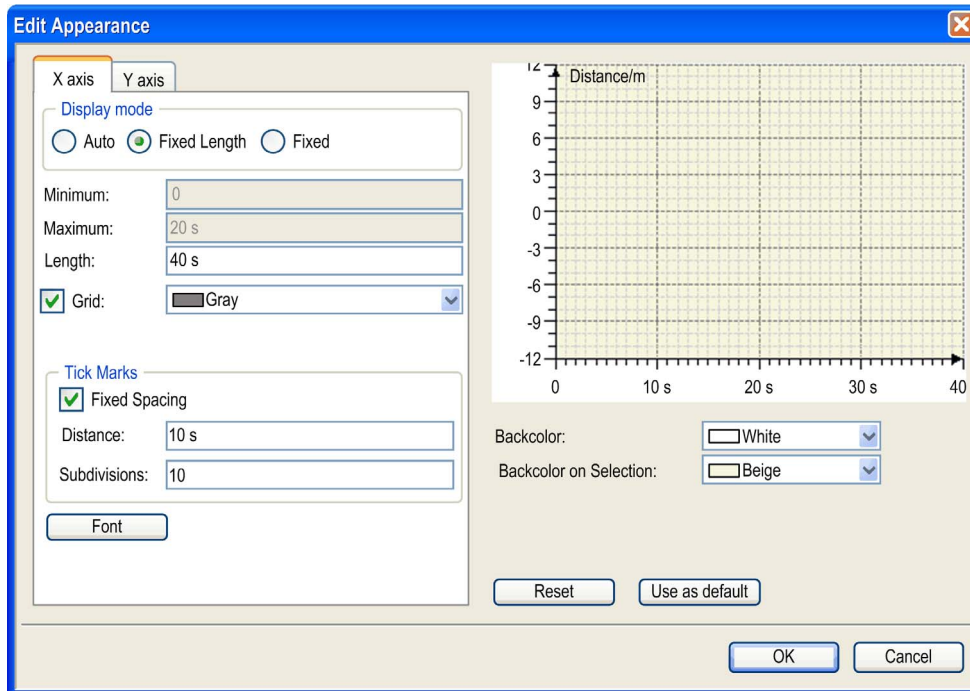 Edit Appearance
X axis
Y axis
Display mode
Auto
Fixed Length
Fixed
Minimum:
0
Maximum:
20 s
Length:
40 s
Grid:
Gray
Tick Marks
Fixed Spacing
Distance:
10 s
Subdivisions:
10
Font
Distance/m
12
9
6
3
0
-3
-6
-9
-12
0
10 s
20 s
30 s
40
Backcolor:
White
Backcolor on Selection:
Beige
Reset
Use as default
OK
Cancel